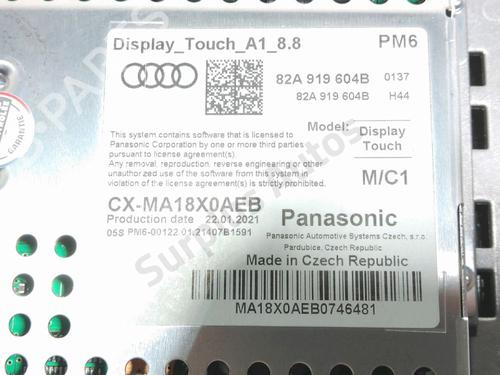 Display_Touch_A1_8.8 PM6
82A 919 604B 0137
82A 919 604B H44
This system contains software that is licensed to
Panasonic Corporation by one or more third parties
pursuant to license agreement(s).
Any removal, reproduction, reverse engineering or other
unauthorized use of the software from this system in
violation of the license agreement(s) is strictly prohibited.
Model: Display
Touch
M/C1
CX-MA18X0AEB
Production date 22.01.2021
05S PM6-00122.01.21407B1591
Panasonic
Panasonic Automotive Systems Czech, s.r.o.
Pardubice, Czech Republic
Made in Czech Republic
MA18X0AEB0746481
GARANTIE
Surplus Autos